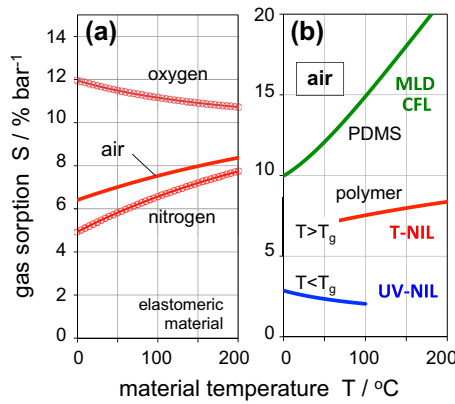 (a)
(b)
gas sorption S / % bar⁻¹
14
12
10
8
6
4
2
0
oxygen
air
nitrogen
elastomeric
material
0
100
200
20
15
10
5
0
air
MLD
CFL
PDMS
polymer
T>Tg
T-NIL
T<Tg
UV-NIL
0
100
200
material temperature T / °C